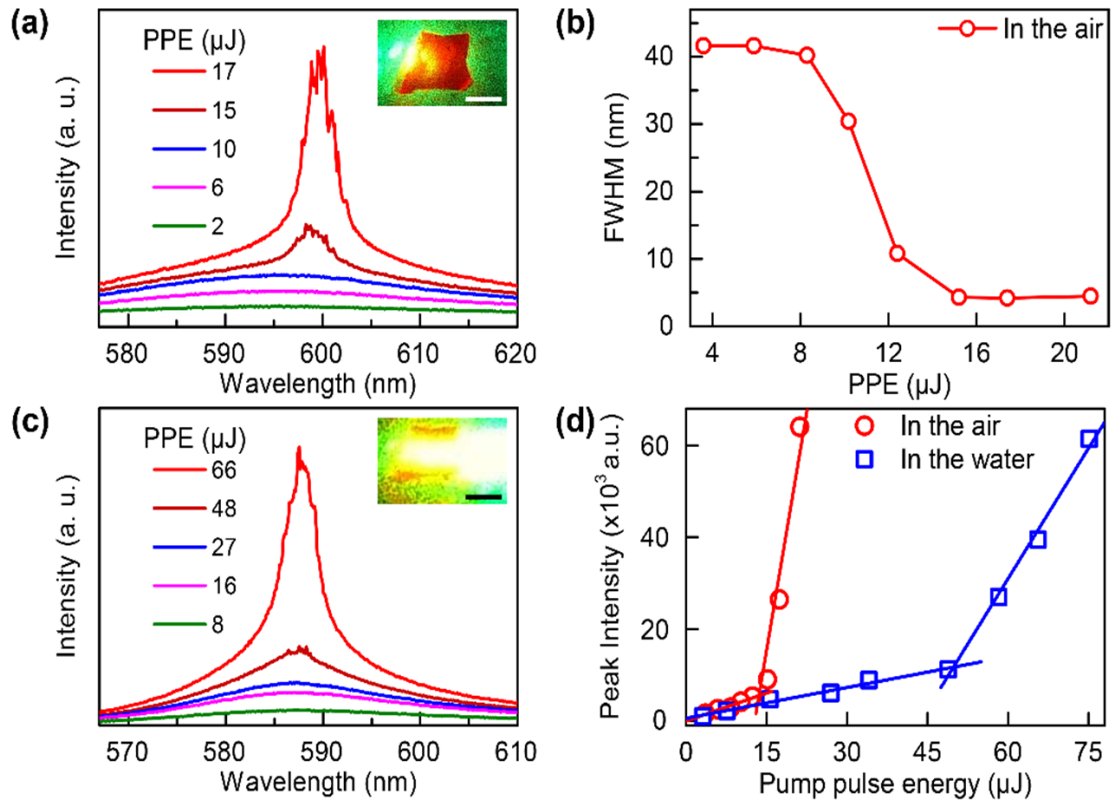 (a)
PPE (µJ)
17
15
10
6
2
Intensity (a. u.)
580 590 600 610 620
Wavelength (nm)
(b)
In the air
40
30
20
10
0
FWHM (nm)
4 8 12 16 20
PPE (µJ)
(c)
PPE (µJ)
66
48
27
16
8
Intensity (a. u.)
570 580 590 600 610
Wavelength (nm)
(d)
In the air
In the water
60
40
20
0
Peak Intensity (x10³ a.u.)
0 15 30 45 60 75
Pump pulse energy (µJ)